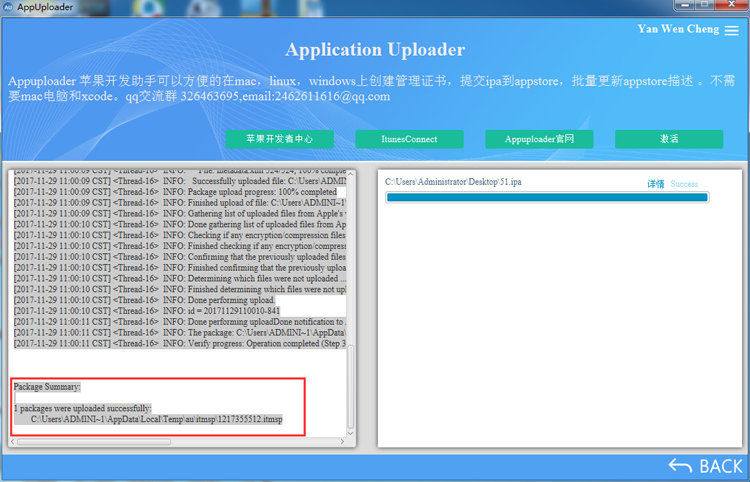 AppUploader
Yan Wen Cheng
Application Uploader
Appuploader 苹果开发助手可以方便的在mac，linux，windows上创建管理证书，提交ipa到appstore，批量更新appstore描述 。不需
要mac电脑和xcode。qq交流群 326463695,email:2462611616@qq.com
苹果开发者中心
ItunesConnect
Appuploader官网
激活
[2017-11-29 11:00:09 CST] <Thread-16> INFO: File: metadata.xml 524/524, 100% comple
[2017-11-29 11:00:09 CST] <Thread-16> INFO: Successfully uploaded file: C:\Users\ADMIN
[2017-11-29 11:00:09 CST] <Thread-16> INFO: Package upload progress: 100% completed
[2017-11-29 11:00:09 CST] <Thread-16> INFO: Finished upload of file: C:\Users\ADMINI~
[2017-11-29 11:00:09 CST] <Thread-16> INFO: Gathering list of uploaded files from Apple's
[2017-11-29 11:00:10 CST] <Thread-16> INFO: Done gathering list of uploaded files from Ap
[2017-11-29 11:00:10 CST] <Thread-16> INFO: Checking if any encryption/compression files
[2017-11-29 11:00:10 CST] <Thread-16> INFO: Finished checking if any encryption/compres
[2017-11-29 11:00:10 CST] <Thread-16> INFO: Confirming that the previously uploaded files
[2017-11-29 11:00:10 CST] <Thread-16> INFO: Finished confirming that the previously uploa
[2017-11-29 11:00:10 CST] <Thread-16> INFO: Determining which files were not uploaded ...
[2017-11-29 11:00:10 CST] <Thread-16> INFO: Finished determining which files were not upl
[2017-11-29 11:00:10 CST] <Thread-16> INFO: Done performing upload.
[2017-11-29 11:00:10 CST] <Thread-16> INFO: id = 20171129110010-841
[2017-11-29 11:00:11 CST] <Thread-16> INFO: Done performing uploadDone notification to ..
[2017-11-29 11:00:11 CST] <Thread-16> INFO: The package: C:\Users\ADMINI~1\AppData\
[2017-11-29 11:00:11 CST] <Thread-16> INFO: Verify progress: Operation completed (Step 3
Package Summary:
1 packages were uploaded successfully:
C:\Users\ADMINI~1\AppData\Local\Temp\au\itmsp\1217355512.itmsp
C:\Users\Administrator\Desktop\51.ipa
详情 Success
BACK